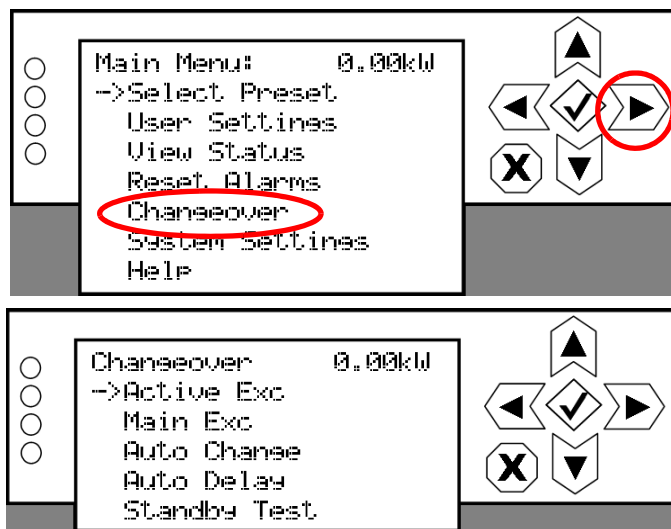 Main Menu: 0.00kW
->Select Preset
User Settings
View Status
Reset Alarms
Changeover
System Settings
Help
Changeover 0.00kW
->Active Exc
Main Exc
Auto Change
Auto Delay
Standby Test
X
X